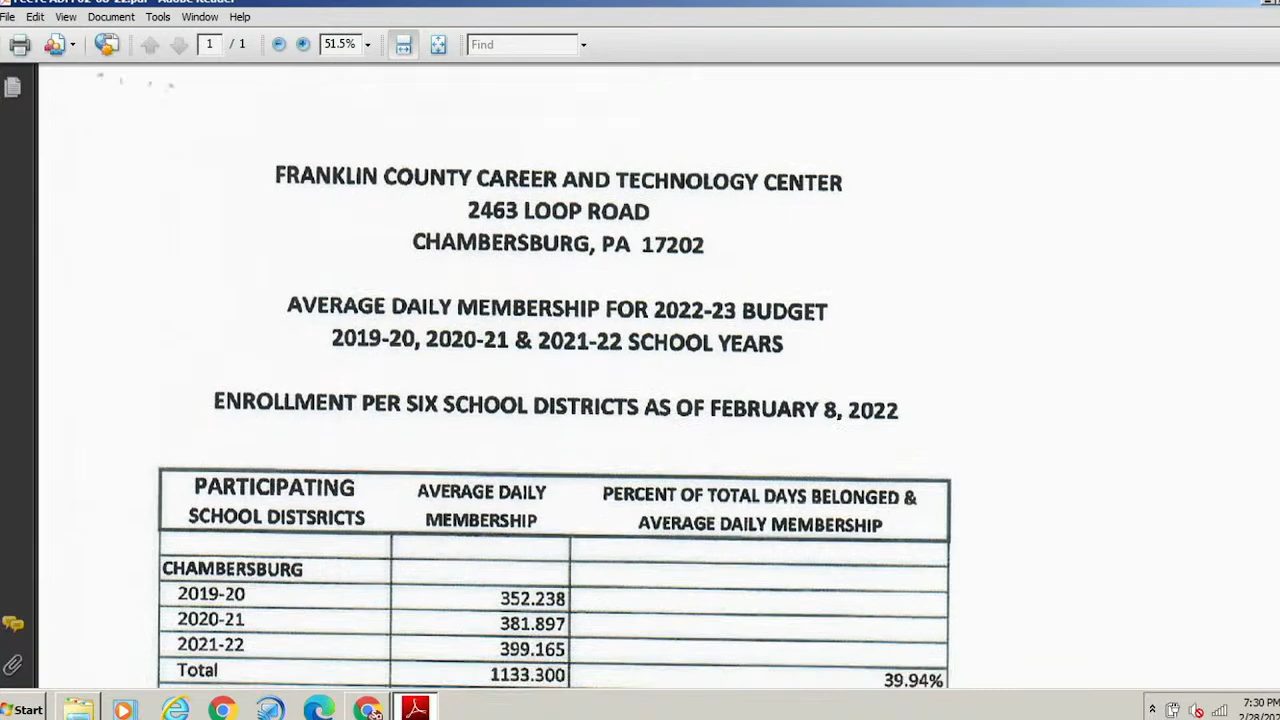 File Edit View Document Tools Window Help
1 / 1 51.5% Find
FRANKLIN COUNTY CAREER AND TECHNOLOGY CENTER
2463 LOOP ROAD
CHAMBERSBURG, PA 17202
AVERAGE DAILY MEMBERSHIP FOR 2022-23 BUDGET
2019-20, 2020-21 & 2021-22 SCHOOL YEARS
ENROLLMENT PER SIX SCHOOL DISTRICTS AS OF FEBRUARY 8, 2022
PARTICIPATING AVERAGE DAILY PERCENT OF TOTAL DAYS BELONGED &
SCHOOL DISTSRICTS MEMBERSHIP AVERAGE DAILY MEMBERSHIP
CHAMBERSBURG
2019-20 352.238
2020-21 381.897
2021-22 399.165
Total 1133.300 39.94%
Start 7:30 PM